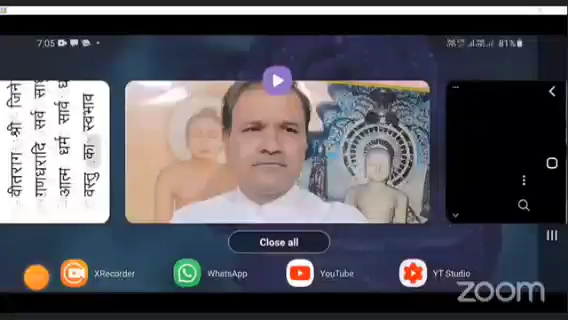 7:05
81%
वीतराग श्री जिने
गणधरादि सर्व साधु
आत्म धर्म सार्व ध
वस्तु का स्वभाव
Close all
XRecorder
WhatsApp
YouTube
YT Studio
zoom